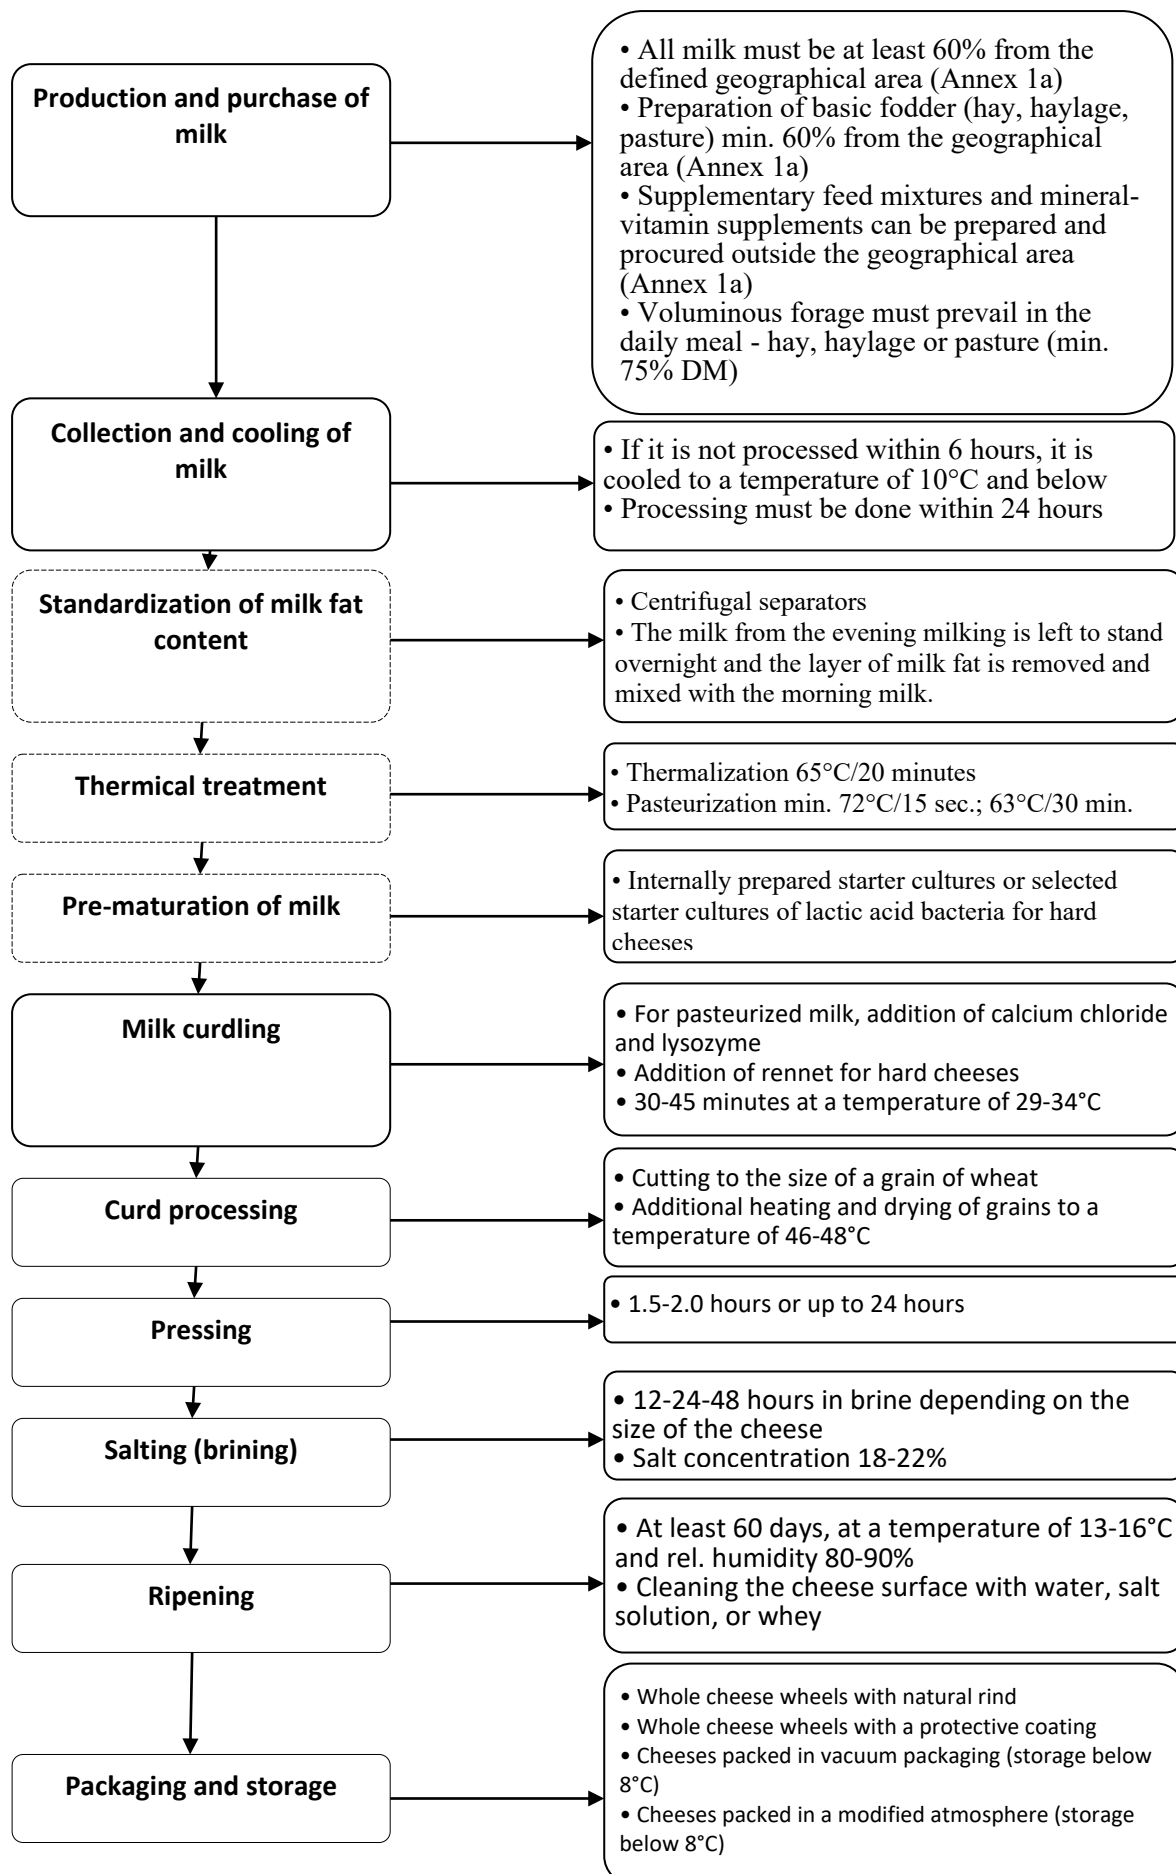 Production and purchase of
milk
• All milk must be at least 60% from the
defined geographical area (Annex 1a)
• Preparation of basic fodder (hay, haylage,
pasture) min. 60% from the geographical
area (Annex 1a)
• Supplementary feed mixtures and mineral-
vitamin supplements can be prepared and
procured outside the geographical area
(Annex 1a)
• Voluminous forage must prevail in the
daily meal - hay, haylage or pasture (min.
75% DM)
Collection and cooling of
milk
• If it is not processed within 6 hours, it is
cooled to a temperature of 10°C and below
• Processing must be done within 24 hours
Standardization of milk fat
content
• Centrifugal separators
• The milk from the evening milking is left to stand
overnight and the layer of milk fat is removed and
mixed with the morning milk.
Thermical treatment
• Thermalization 65°C/20 minutes
• Pasteurization min. 72°C/15 sec.; 63°C/30 min.
Pre-maturation of milk
• Internally prepared starter cultures or selected
starter cultures of lactic acid bacteria for hard
cheeses
Milk curdling
• For pasteurized milk, addition of calcium chloride
and lysozyme
• Addition of rennet for hard cheeses
• 30-45 minutes at a temperature of 29-34°C
Curd processing
• Cutting to the size of a grain of wheat
• Additional heating and drying of grains to a
temperature of 46-48°C
Pressing
• 1.5-2.0 hours or up to 24 hours
Salting (brining)
• 12-24-48 hours in brine depending on the
size of the cheese
• Salt concentration 18-22%
Ripening
• At least 60 days, at a temperature of 13-16°C
and rel. humidity 80-90%
• Cleaning the cheese surface with water, salt
solution, or whey
Packaging and storage
• Whole cheese wheels with natural rind
• Whole cheese wheels with a protective coating
• Cheeses packed in vacuum packaging (storage below
8°C)
• Cheeses packed in a modified atmosphere (storage
below 8°C)